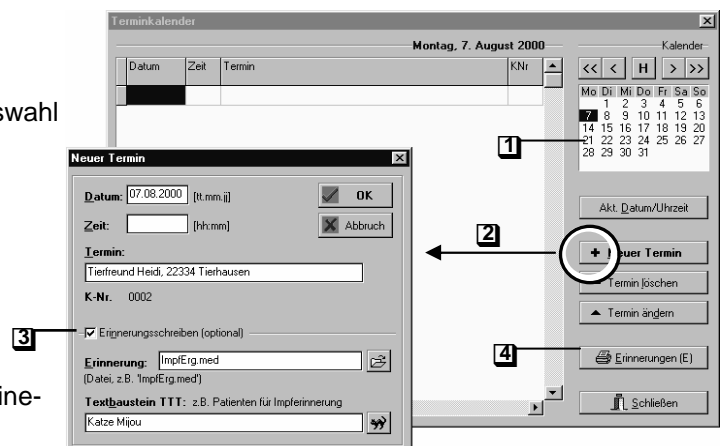 Terminkalender
Montag, 7. August 2000
Kalender
Datum Zeit Termin KNr
<< < H > >>
Mo Di Mi Do Fr Sa So
1 2 3 4 5 6
7 8 9 10 11 12 13
14 15 16 17 18 19 20
21 22 23 24 25 26 27
28 29 30 31
1
swahl
Akt. Datum/Uhrzeit
2
Neuer Termin
Termin löschen
Termin ändern
4
Erinnerungen (E)
Schließen
Neuer Termin
Datum: 07.08.2000 [tt.mm.jj]
OK
Zeit: [hh:mm]
Abbruch
Termin:
Tierfreund Heidi, 22334 Tierhausen
K-Nr. 0002
3
Erinnerungsschreiben (optional)
Erinnerung: ImpfErg.med
(Datei, z.B. 'ImpfErg.med')
Textbaustein TTT: z.B. Patienten für Impferinnerung
Katze Mijou
ine-